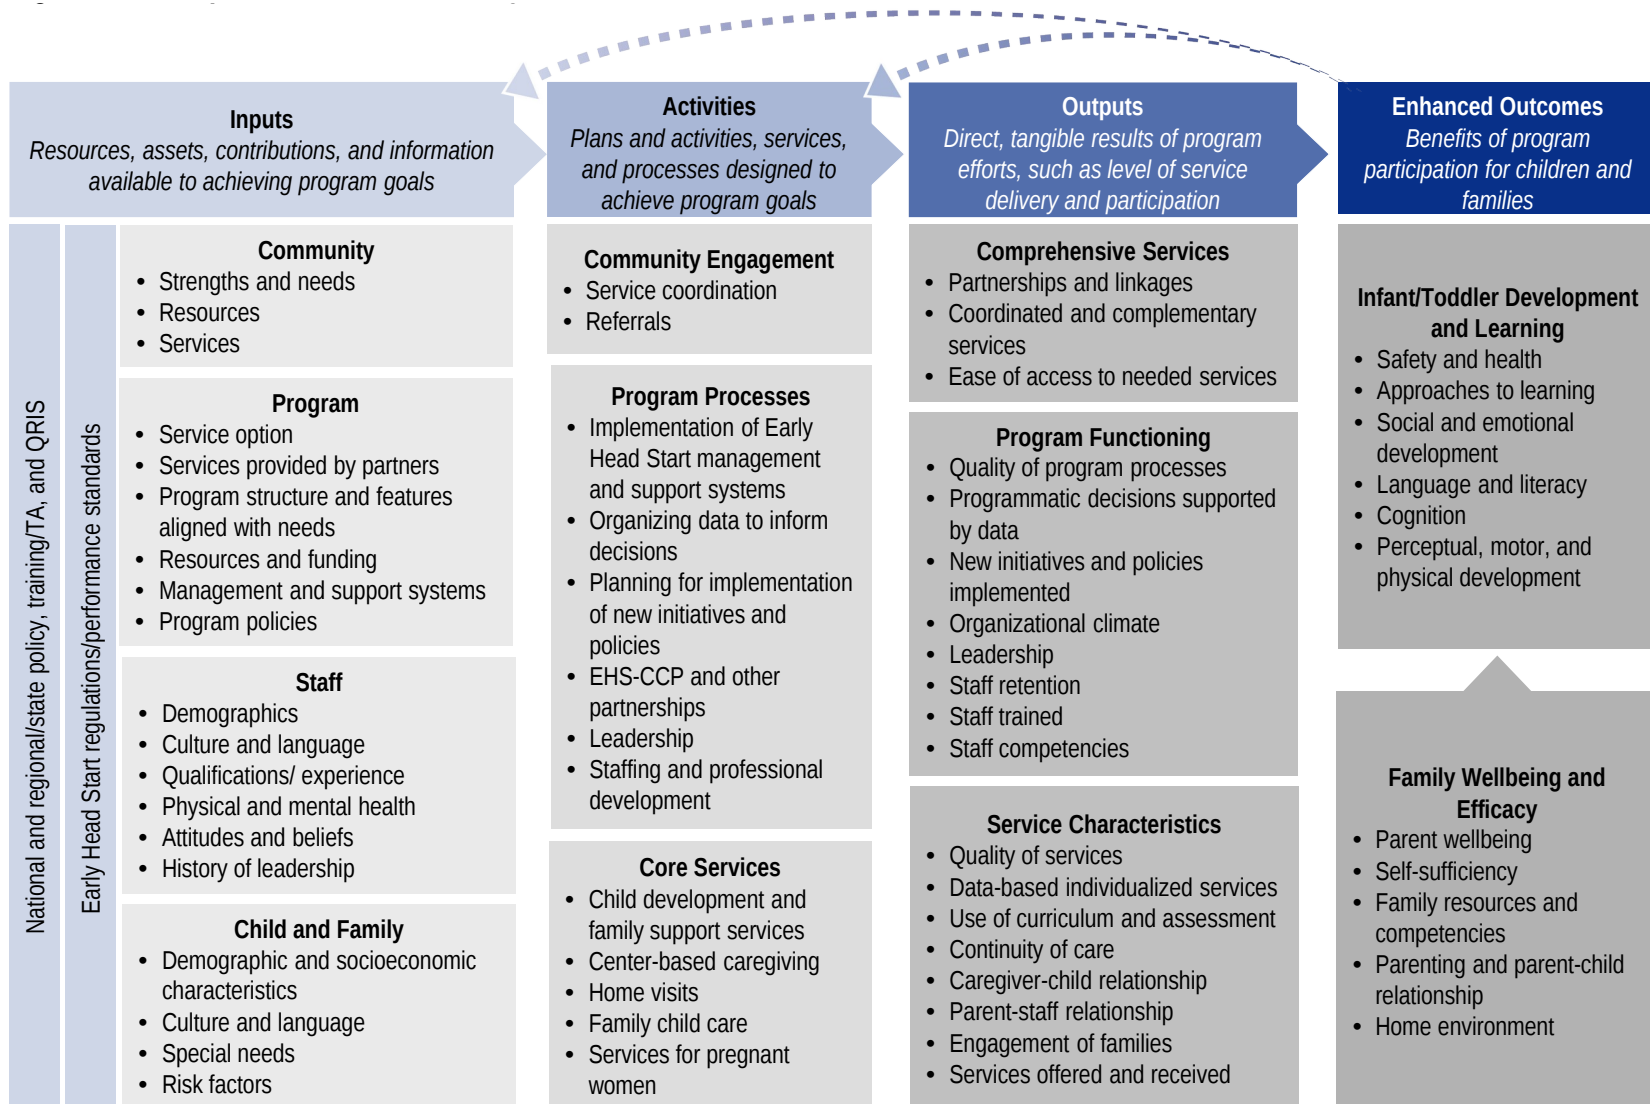 Inputs
Resources, assets, contributions, and information
available to achieving program goals
Activities
Plans and activities, services,
and processes designed to
achieve program goals
Outputs
Direct, tangible results of program
efforts, such as level of service
delivery and participation
Enhanced Outcomes
Benefits of program
participation for children and
families
National and regional/state policy, training/TA, and QRIS
Early Head Start regulations/performance standards
Community
• Strengths and needs
• Resources
• Services
Program
• Service option
• Services provided by partners
• Program structure and features
aligned with needs
• Resources and funding
• Management and support systems
• Program policies
Staff
• Demographics
• Culture and language
• Qualifications/ experience
• Physical and mental health
• Attitudes and beliefs
• History of leadership
Child and Family
• Demographic and socioeconomic
characteristics
• Culture and language
• Special needs
• Risk factors
Community Engagement
• Service coordination
• Referrals
Program Processes
• Implementation of Early
Head Start management
and support systems
• Organizing data to inform
decisions
• Planning for implementation
of new initiatives and
policies
• EHS-CCP and other
partnerships
• Leadership
• Staffing and professional
development
Core Services
• Child development and
family support services
• Center-based caregiving
• Home visits
• Family child care
• Services for pregnant
women
Comprehensive Services
• Partnerships and linkages
• Coordinated and complementary
services
• Ease of access to needed services
Program Functioning
• Quality of program processes
• Programmatic decisions supported
by data
• New initiatives and policies
implemented
• Organizational climate
• Leadership
• Staff retention
• Staff trained
• Staff competencies
Service Characteristics
• Quality of services
• Data-based individualized services
• Use of curriculum and assessment
• Continuity of care
• Caregiver-child relationship
• Parent-staff relationship
• Engagement of families
• Services offered and received
Infant/Toddler Development
and Learning
• Safety and health
• Approaches to learning
• Social and emotional
development
• Language and literacy
• Cognition
• Perceptual, motor, and
physical development
Family Wellbeing and
Efficacy
• Parent wellbeing
• Self-sufficiency
• Family resources and
competencies
• Parenting and parent-child
relationship
• Home environment